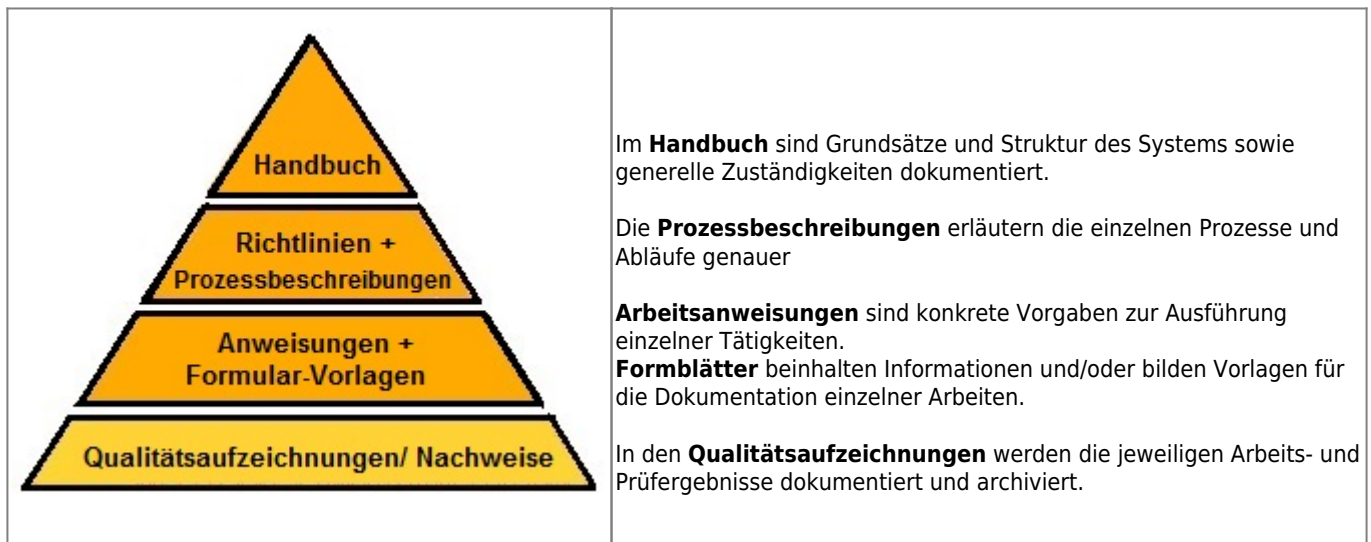 Handbuch
Richtlinien +
Prozessbeschreibungen
Anweisungen +
Formular-Vorlagen
Qualitätsaufzeichnungen/ Nachweise
Im Handbuch sind Grundsätze und Struktur des Systems sowie
generelle Zuständigkeiten dokumentiert.
Die Prozessbeschreibungen erläutern die einzelnen Prozesse und
Abläufe genauer
Arbeitsanweisungen sind konkrete Vorgaben zur Ausführung
einzelner Tätigkeiten.
Formblätter beinhalten Informationen und/oder bilden Vorlagen für
die Dokumentation einzelner Arbeiten.
In den Qualitätsaufzeichnungen werden die jeweiligen Arbeits- und
Prüfergebnisse dokumentiert und archiviert.